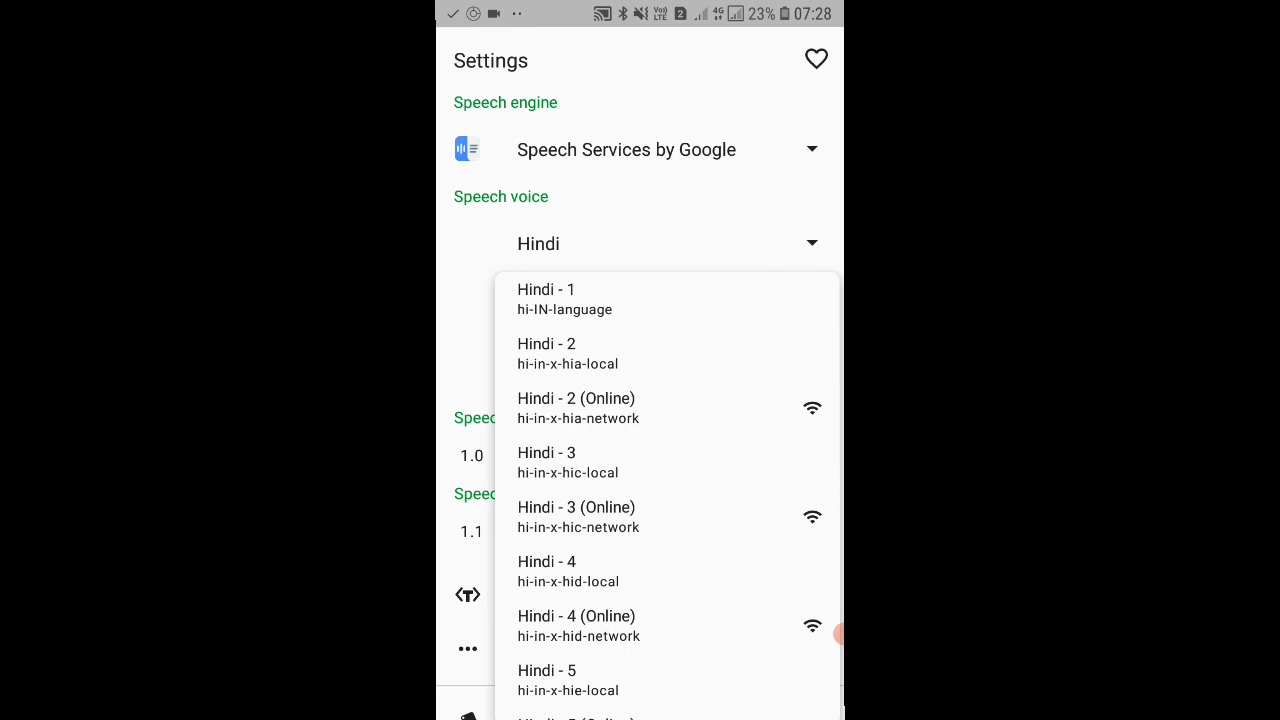 VoLTE 2 4G 23% 07:28
Settings
Speech engine
Speech Services by Google
Speech voice
Hindi
Hindi - 1
hi-IN-language
Hindi - 2
hi-in-x-hia-local
Hindi - 2 (Online)
hi-in-x-hia-network
Speec
Hindi - 3
1.0
hi-in-x-hic-local
Speec
Hindi - 3 (Online)
hi-in-x-hic-network
1.1
Hindi - 4
hi-in-x-hid-local
Hindi - 4 (Online)
hi-in-x-hid-network
Hindi - 5
hi-in-x-hie-local